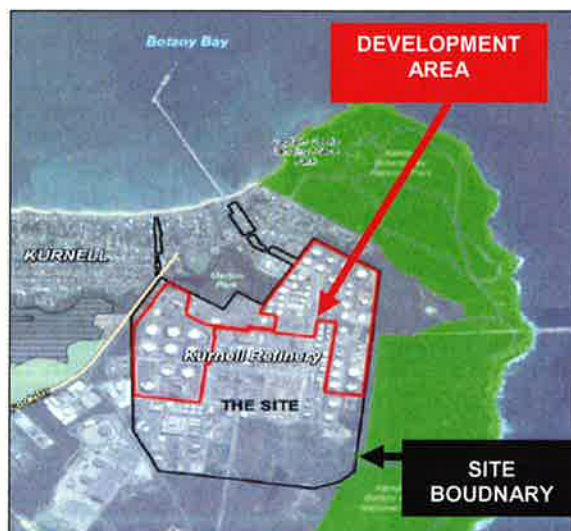 Botany Bay
DEVELOPMENT
AREA
KURNELL
Kurnell Refinery
THE SITE
SITE
BOUDNARY